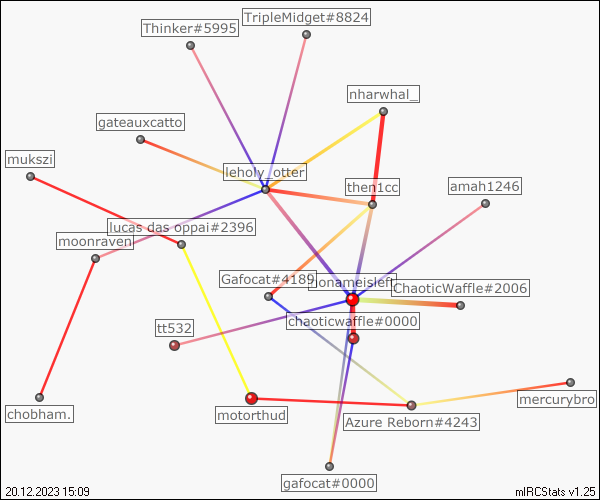 TripleMidget#8824
Thinker#5995
nharwhal_
gateauxcatto
mukszi
leholy_otter
then1cc
amah1246
lucas das oppai#2396
moonraven
Gafocat#4189
nonameisleft
ChaoticWaffle#2006
chaoticwaffle#0000
tt532
mercurybro
chobham.
motorthud
Azure Reborn#4243
gafocat#0000
20.12.2023 15:09
mIRCStats v1.25